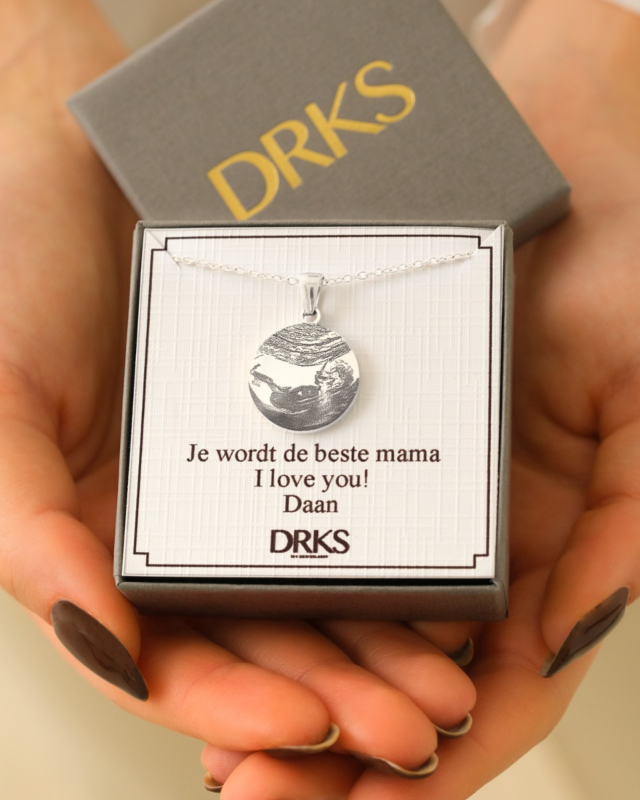 DRKS
Je wordt de beste mama
I love you!
Daan
DRKS